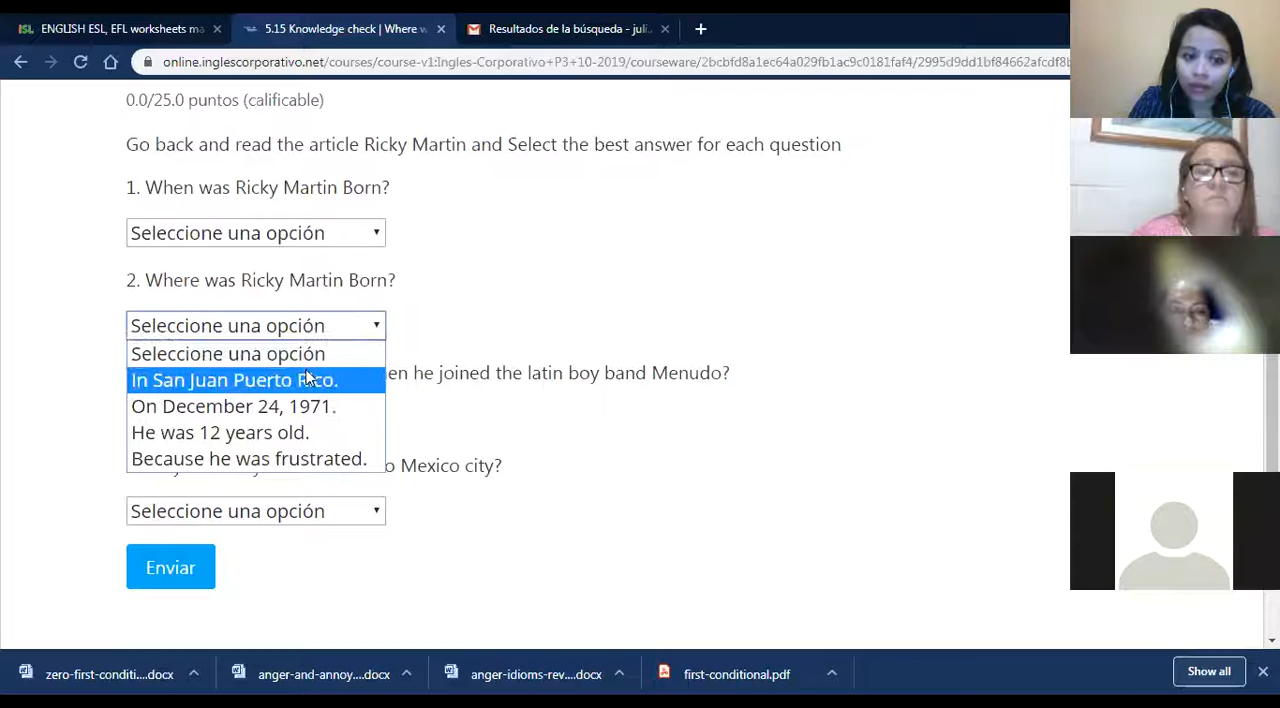 ENGLISH ESL, EFL worksheets ma
5.15 Knowledge check | Where w
Resultados de la búsqueda - juli
online.inglescorporativo.net/courses/course-v1:Ingles-Corporativo+P3+10-2019/courseware/2bcbfd8a1ec64a029fb1ac9c0181faf4/2995d9dd1bf84662afcdf8b
0.0/25.0 puntos (calificable)
Go back and read the article Ricky Martin and Select the best answer for each question
1. When was Ricky Martin Born?
Seleccione una opción
2. Where was Ricky Martin Born?
Seleccione una opción
Seleccione una opción
In San Juan Puerto Rico.
en he joined the latin boy band Menudo?
On December 24, 1971.
He was 12 years old.
Because he was frustrated.
o Mexico city?
Seleccione una opción
Enviar
zero-first-conditi....docx
anger-and-annoy....docx
anger-idioms-rev....docx
first-conditional.pdf
Show all